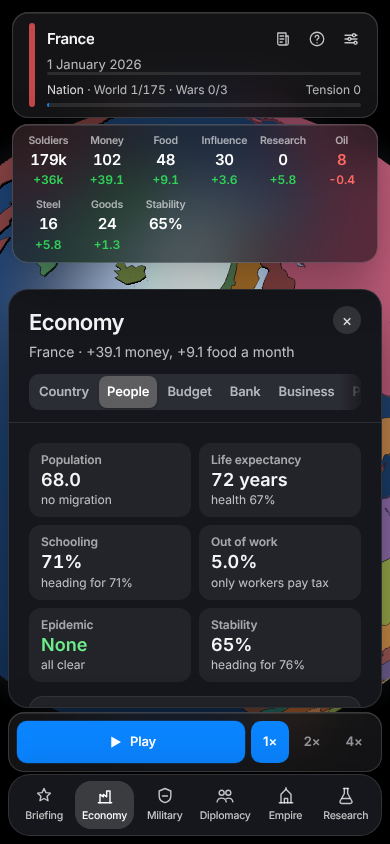 France
1 January 2026
Nation · World 1/175 · Wars 0/3 Tension 0
Soldiers Money Food Influence Research Oil
179k 102 48 30 0 8
+36k +39.1 +9.1 +3.6 +5.8 -0.4
Steel Goods Stability
16 24 65%
+5.8 +1.3
Economy
×
France · +39.1 money, +9.1 food a month
Country People Budget Bank Business
Population Life expectancy
68.0 72 years
no migration health 67%
Schooling Out of work
71% 5.0%
heading for 71% only workers pay tax
Epidemic Stability
None 65%
all clear heading for 76%
Play 1× 2× 4×
Briefing Economy Military Diplomacy Empire Research